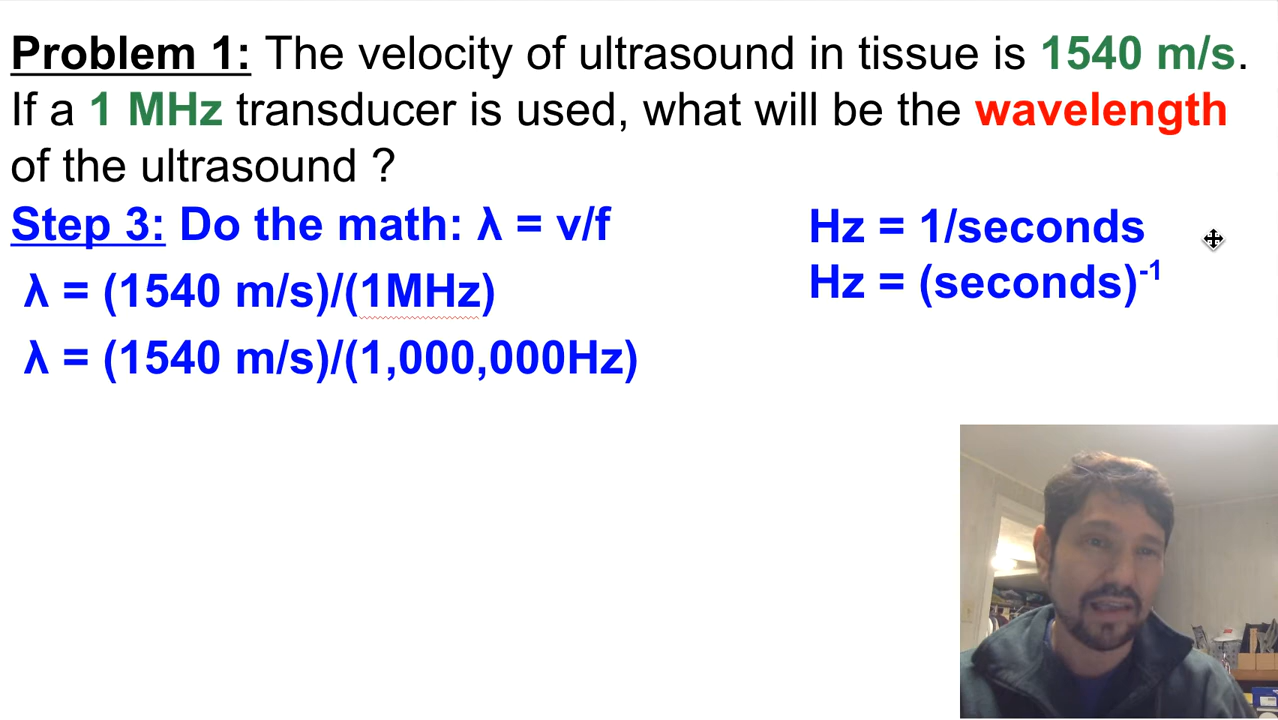 Problem 1: The velocity of ultrasound in tissue is 1540 m/s.
If a 1 MHz transducer is used, what will be the wavelength
of the ultrasound ?
Step 3: Do the math: λ = v/f
λ = (1540 m/s)/(1MHz)
λ = (1540 m/s)/(1,000,000Hz)
Hz = 1/seconds
Hz = (seconds)⁻¹